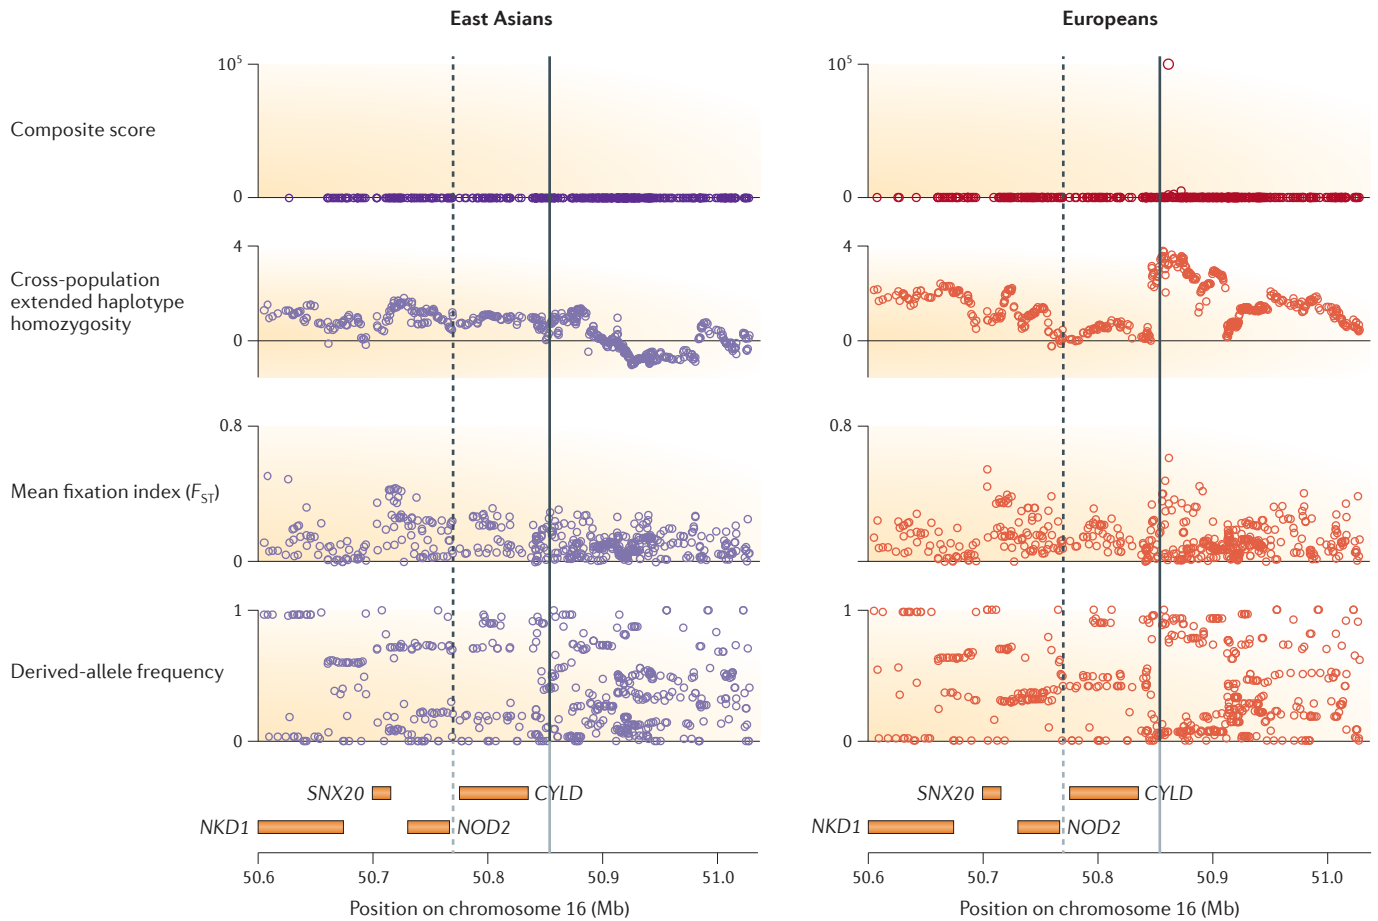 East Asians
Europeans
Composite score
10⁵
0
10⁵
0
Cross-population
extended haplotype
homozygosity
4
0
4
0
Mean fixation index (F_ST)
0.8
0
0.8
Derived-allele frequency
1
0
1
0
SNX20
CYLD
NKD1
NOD2
SNX20
CYLD
NKD1
NOD2
50.6 50.7 50.8 50.9 51.0
50.6 50.7 50.8 50.9 51.0
Position on chromosome 16 (Mb)
Position on chromosome 16 (Mb)